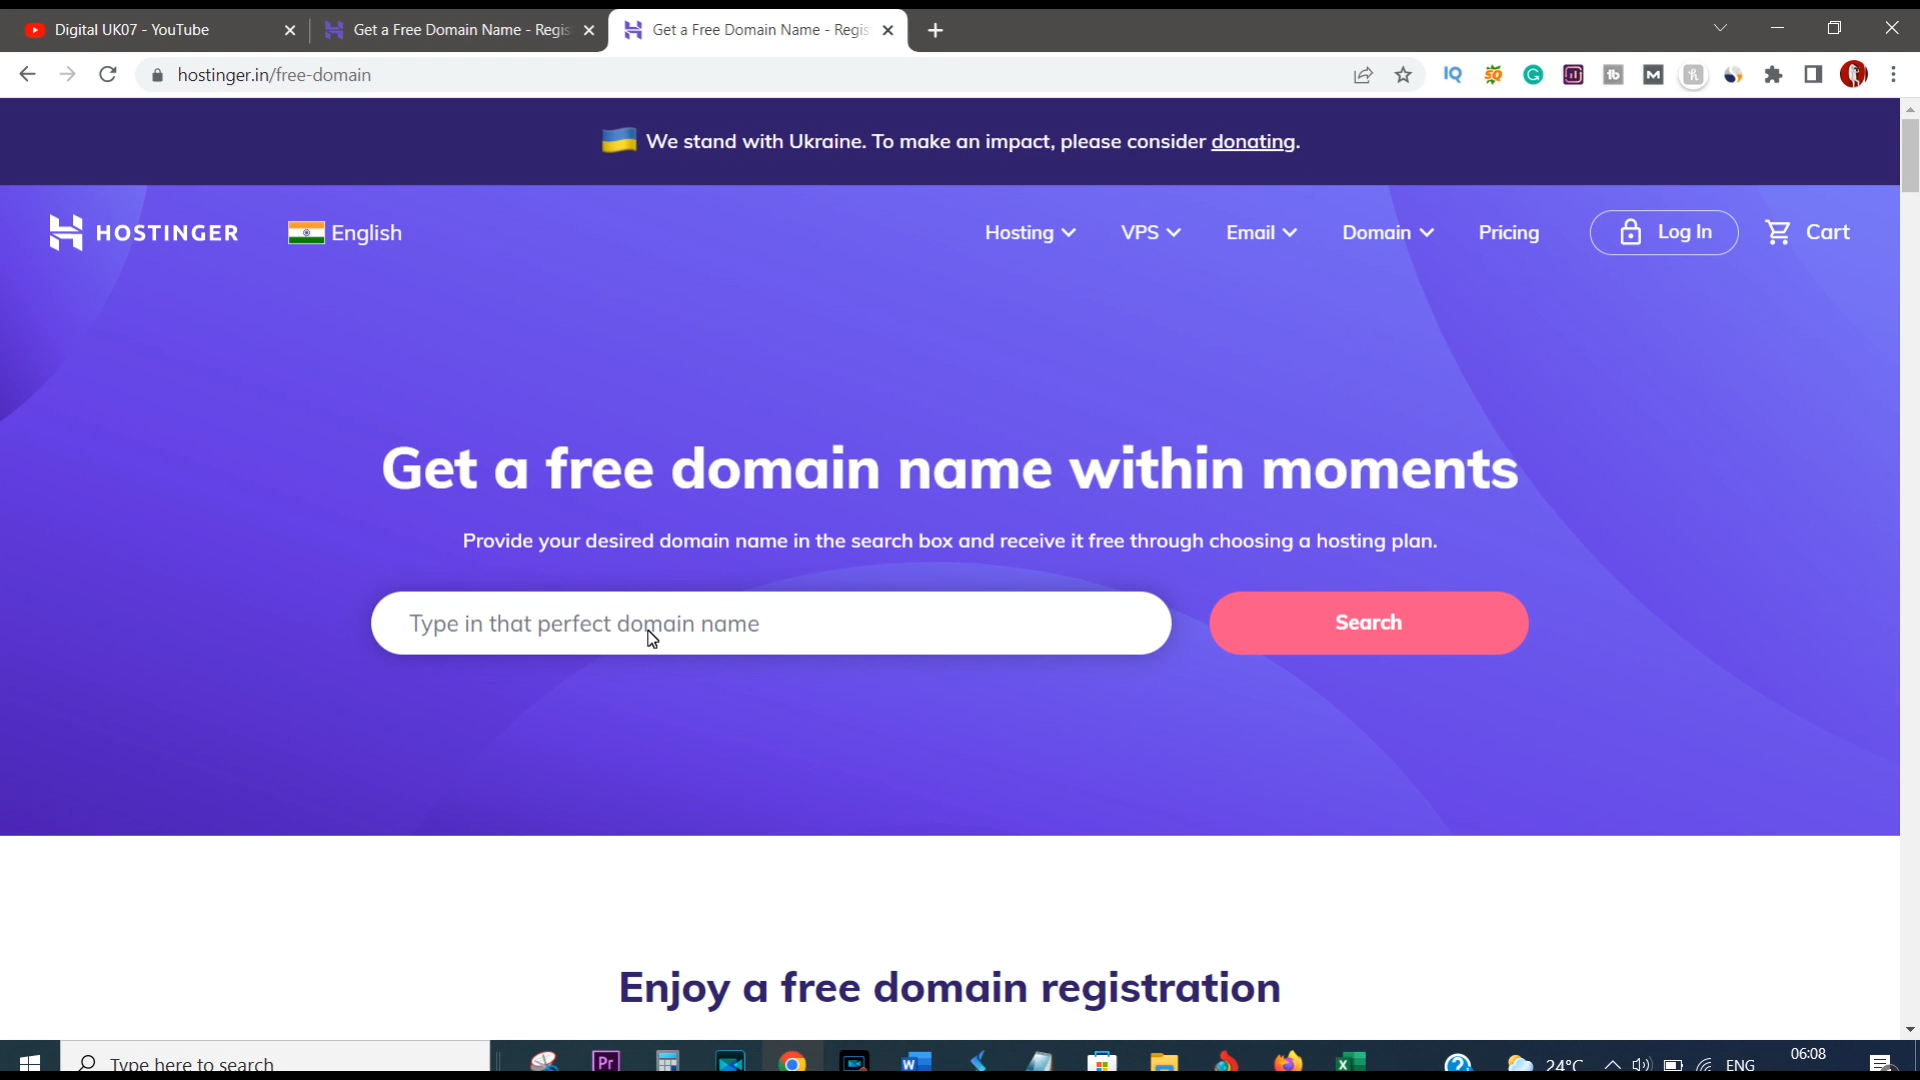 Digital UK07 - YouTube
Get a Free Domain Name - Regis
Get a Free Domain Name - Regis
hostinger.in/free-domain
We stand with Ukraine. To make an impact, please consider donating.
HOSTINGER
English
Hosting
VPS
Email
Domain
Pricing
Log In
Cart
Get a free domain name within moments
Provide your desired domain name in the search box and receive it free through choosing a hosting plan.
Type in that perfect domain name
Search
Enjoy a free domain registration
Type here to search
24°C
ENG
06:08